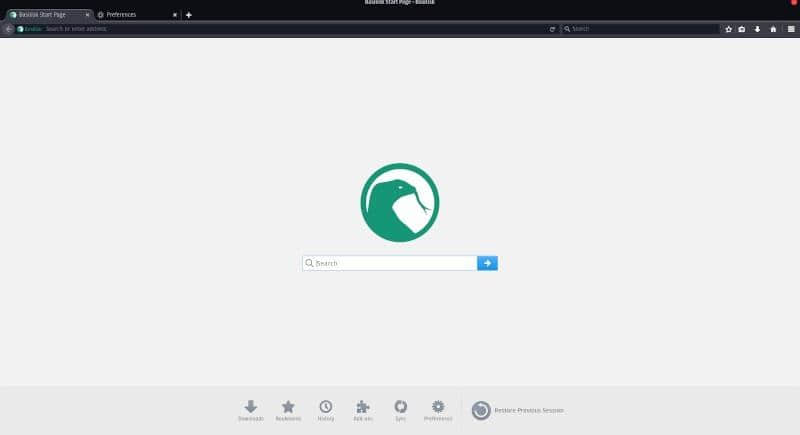 Basilisk Start Page - Basilisk
Basilisk Start Page
Preferences
Basilisk
Search or enter address
Search
Search
Downloads
Bookmarks
History
Add-ons
Sync
Preferences
Restore Previous Session